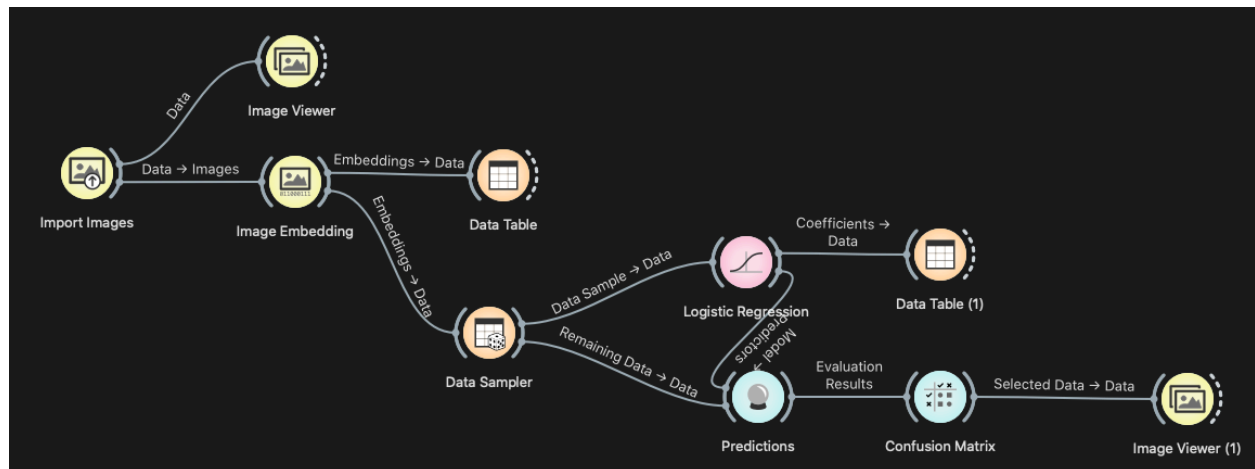 Image Viewer
Data
Data → Images
Embeddings → Data
Import Images
Image Embedding
Data Table
Embeddings → Data
Coefficients →
Data
Data Sample → Data
Logistic Regression
Data Table (1)
Model →
Predictors
Remaining Data → Data
Data Sampler
Evaluation
Results
Selected Data → Data
Predictions
Confusion Matrix
Image Viewer (1)